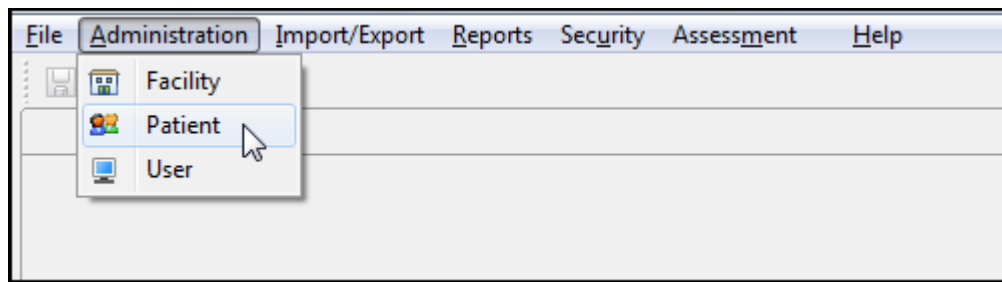 File Administration Import/Export Reports Security Assessment Help
Facility
Patient
User